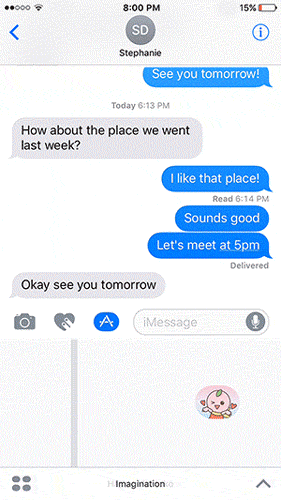 8:00 PM
15%
SD
Stephanie
See you tomorrow!
Today 6:13 PM
How about the place we went
last week?
I like that place!
Read 6:14 PM
Sounds good
Let's meet at 5pm
Delivered
Okay see you tomorrow
iMessage
Imagination